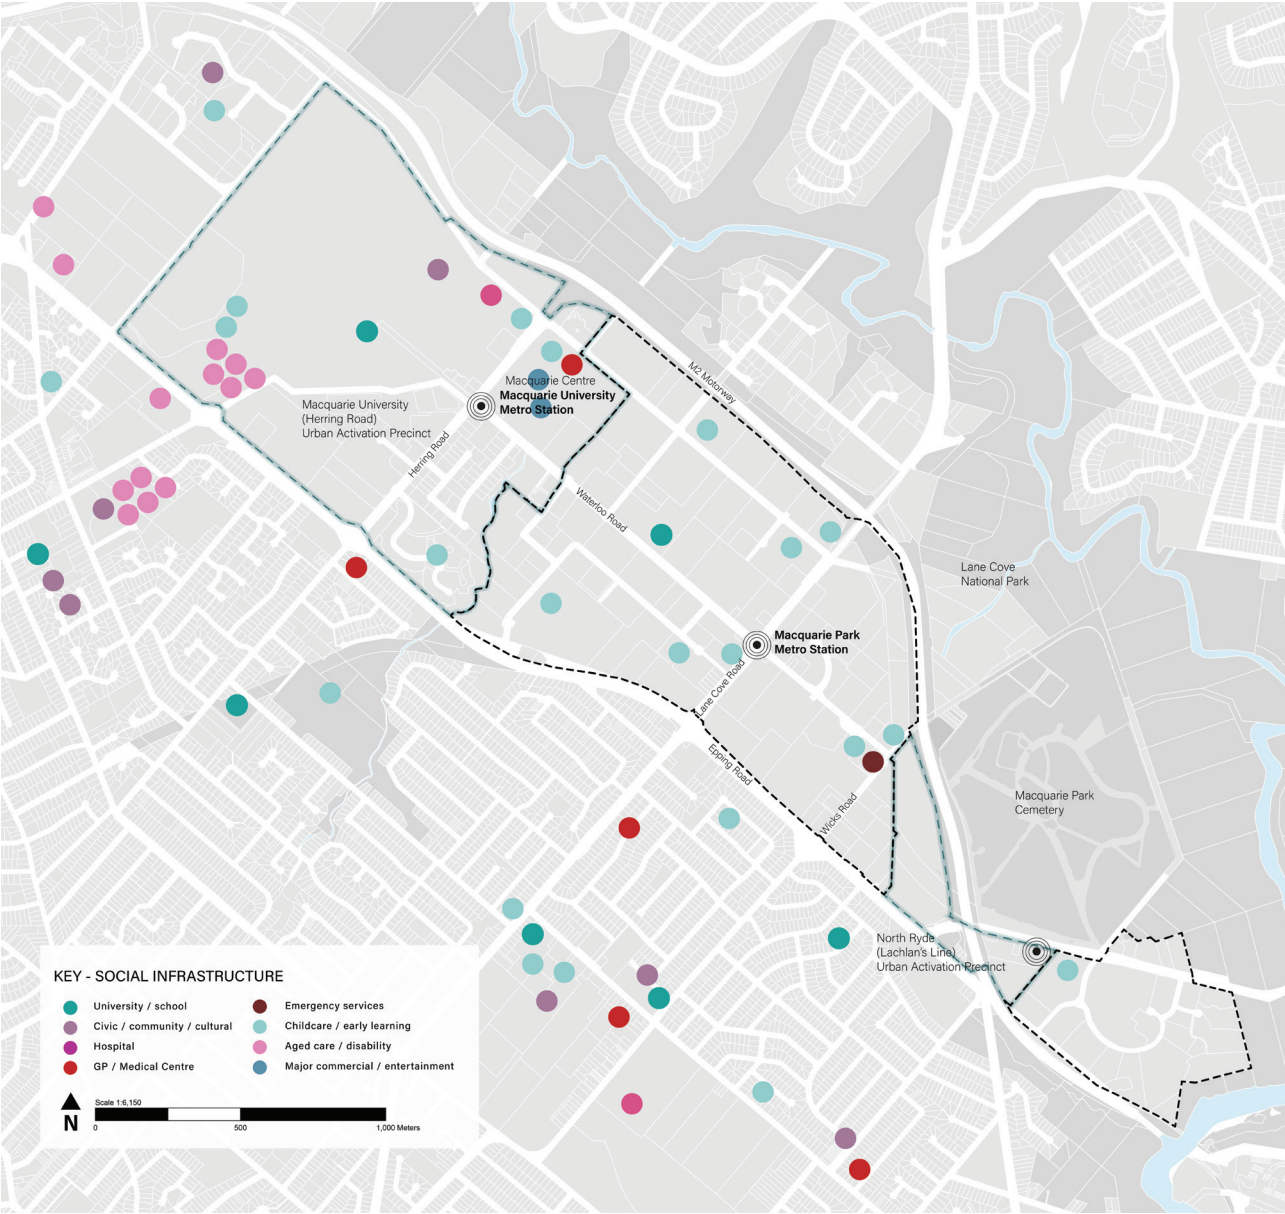 M2 Motorway
Macquarie Centre
Macquarie University
Metro Station
Macquarie University
(Herring Road)
Urban Activation Precinct
Herring Road
Waterloo Road
Lane Cove
National Park
Macquarie Park
Metro Station
Lane Cove Road
Epping Road
Wicks Road
Macquarie Park
Cemetery
North Ryde
(Lachlan's Line)
Urban Activation Precinct
KEY - SOCIAL INFRASTRUCTURE
University / school
Civic / community / cultural
Hospital
GP / Medical Centre
Emergency services
Childcare / early learning
Aged care / disability
Major commercial / entertainment
N
Scale 1:6,150
0 500 1,000 Meters